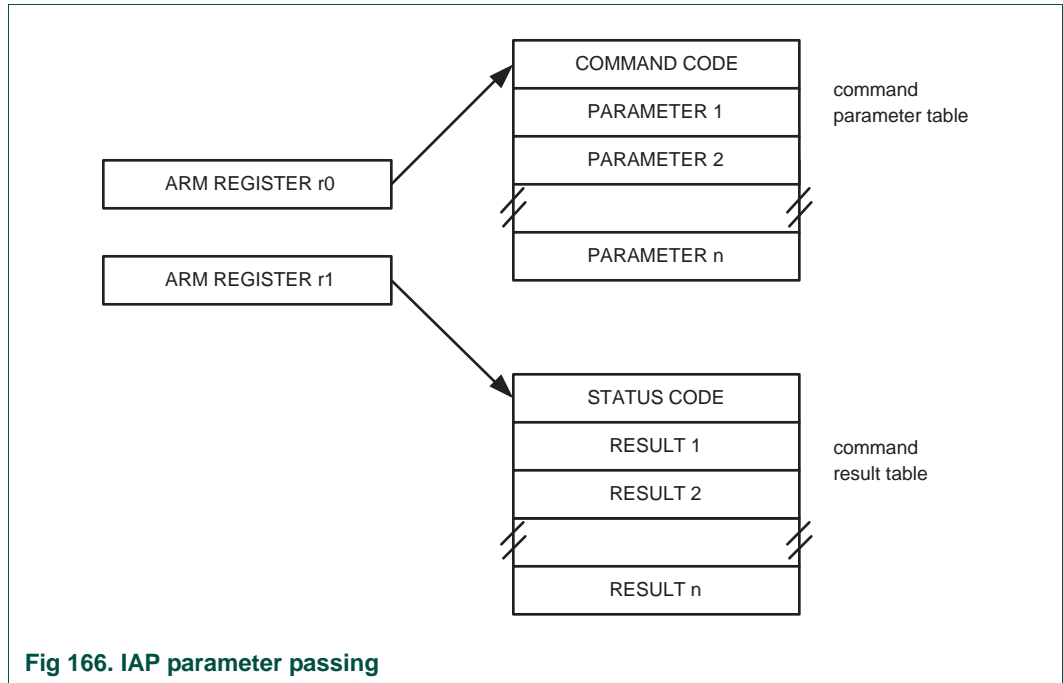 COMMAND CODE
PARAMETER 1
PARAMETER 2
PARAMETER n
command
parameter table
ARM REGISTER r0
ARM REGISTER r1
STATUS CODE
RESULT 1
RESULT 2
RESULT n
command
result table
Fig 166. IAP parameter passing